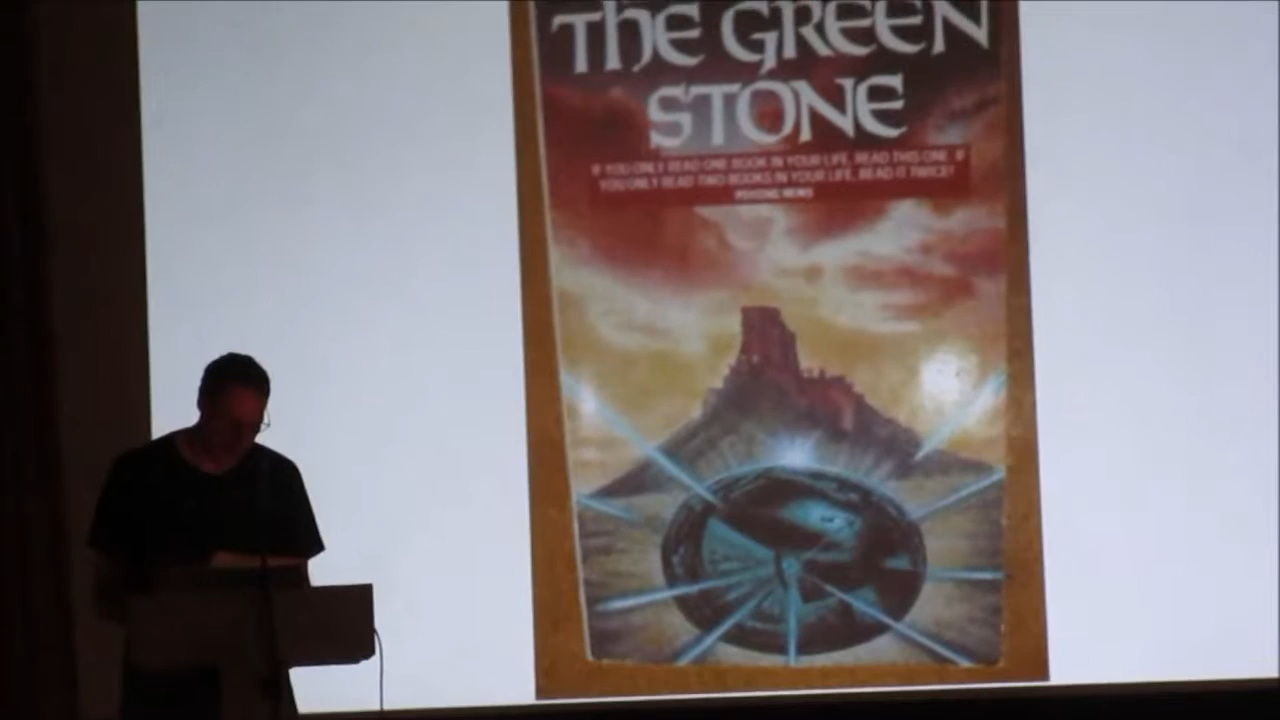 THE GREEN
STONE
IF YOU ONLY READ ONE BOOK IN YOUR LIFE, READ THIS ONE. IF
YOU ONLY READ TWO BOOKS IN YOUR LIFE, READ IT TWICE!
PSYCHIC NEWS